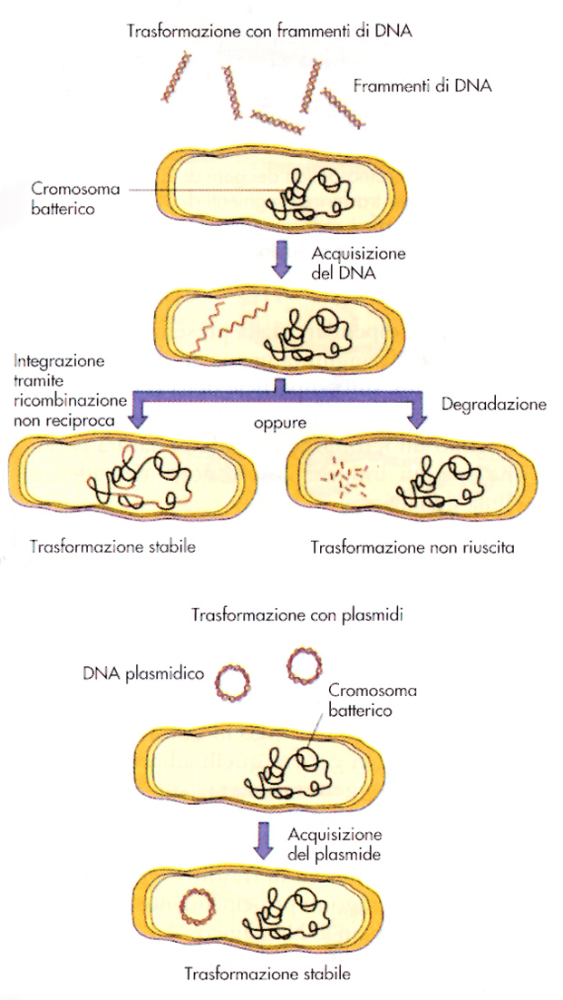 Trasformazione con frammenti di DNA
Frammenti di DNA
Cromosoma
batterico
Acquisizione
del DNA
Integrazione
tramite
ricombinazione
non reciproca
oppure
Degradazione
Trasformazione stabile
Trasformazione non riuscita
Trasformazione con plasmidi
DNA plasmidico
Cromosoma
batterico
Acquisizione
del plasmide
Trasformazione stabile